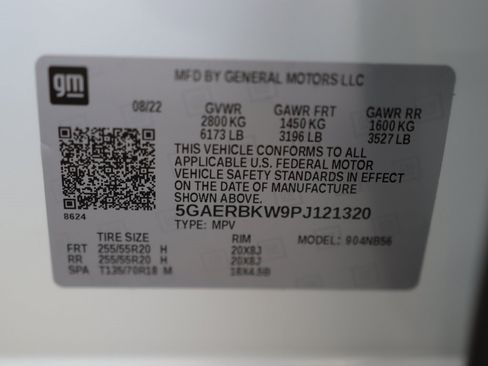 gm
MFD BY GENERAL MOTORS LLC
08/22 GVWR GAWR FRT GAWR RR
2800 KG 1450 KG 1600 KG
6173 LB 3196 LB 3527 LB
THIS VEHICLE CONFORMS TO ALL
APPLICABLE U.S. FEDERAL MOTOR
VEHICLE SAFETY STANDARDS IN EFFECT
ON THE DATE OF MANUFACTURE SHOWN ABOVE.
8624 5GAERBKW9PJ121320
TYPE: MPV MODEL: 904NB56
TIRE SIZE RIM
FRT 255/55R20 H 20X8J
RR 255/55R20 H 20X8J
SPA T135/70R18 M 18X4.5B